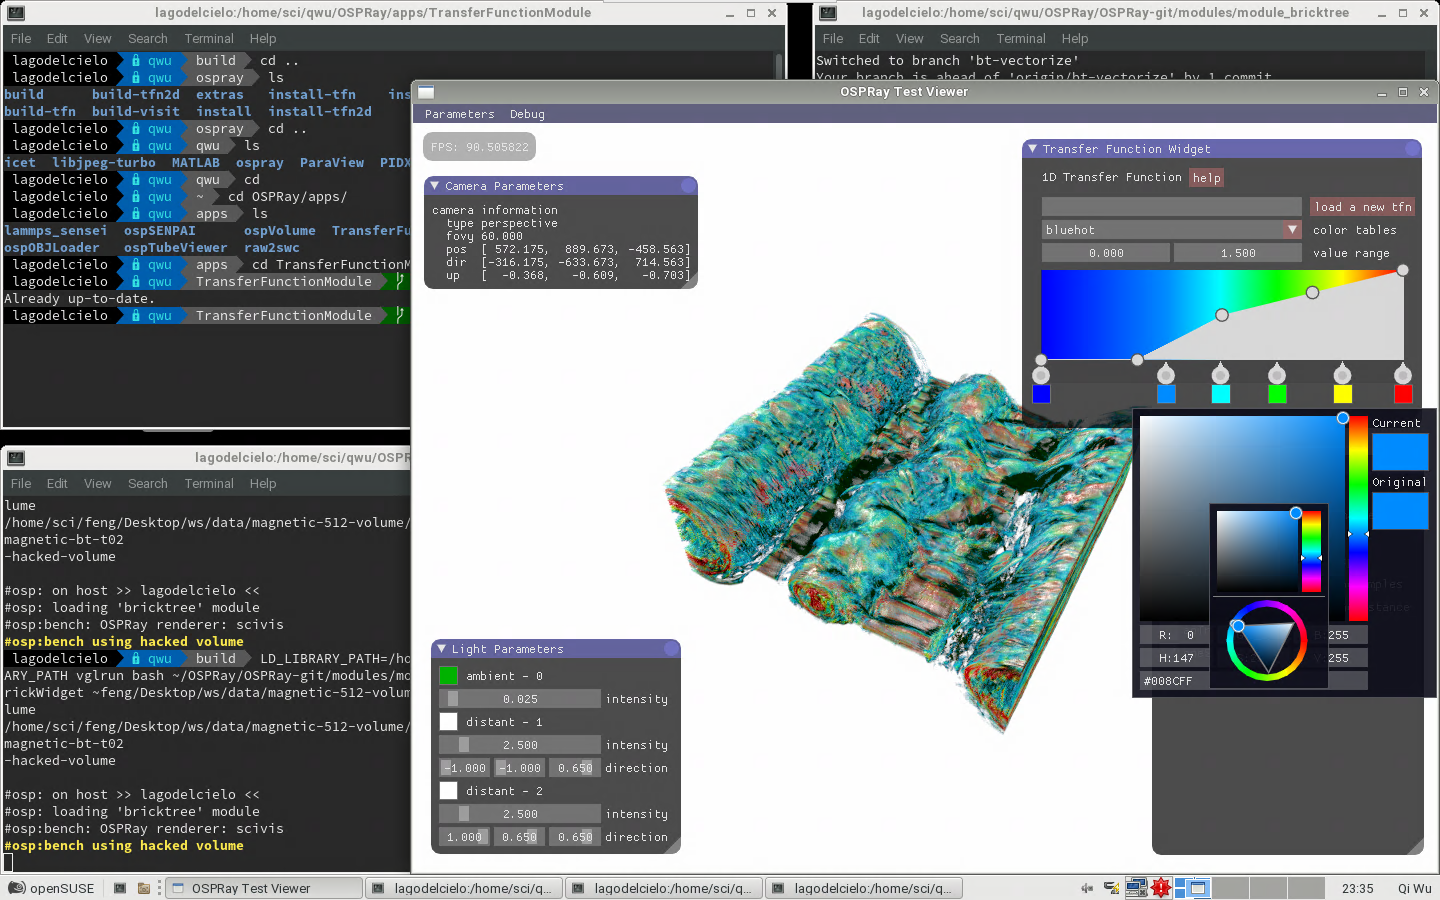 lagodelcielo:/home/sci/qwu/OSPRay/apps/TransferFunctionModule
File Edit View Search Terminal Help
lagodelcielo qwu build cd ..
lagodelcielo qwu ospray ls
build build-tfn2d extras install-tfn ins
build-tfn build-visit install install-tfn2d
lagodelcielo qwu ospray cd ..
lagodelcielo qwu qwu ls
icet libjpeg-turbo MATLAB ospray ParaView PIDX
lagodelcielo qwu qwu cd
lagodelcielo qwu ~ cd OSPRay/apps/
lagodelcielo qwu apps ls
lammps_sensei ospSENPAI ospVolume TransferFu
ospOBJLoader ospTubeViewer raw2swc
lagodelcielo qwu apps cd TransferFunctionM
lagodelcielo qwu TransferFunctionModule
Already up-to-date.
lagodelcielo qwu TransferFunctionModule
lagodelcielo:/home/sci/qwu/OSPRay/OSPRay-git/modules/module_bricktree
File Edit View Search Terminal Help
Switched to branch 'bt-vectorize'
Your branch is ahead of 'origin/bt-vectorize' by 1 commit.
lagodelcielo:/home/sci/qwu/OSP
File Edit View Search Terminal Help
lume
/home/sci/feng/Desktop/ws/data/magnetic-512-volume/
magnetic-bt-t02
-hacked-volume
#osp: on host >> lagodelcielo <<
#osp: loading 'bricktree' module
#osp:bench: OSPRay renderer: scivis
#osp:bench using hacked volume
lagodelcielo qwu build LD_LIBRARY_PATH=/ho
ARY_PATH vglrun bash ~/OSPRay/OSPRay-git/modules/mo
rickWidget ~feng/Desktop/ws/data/magnetic-512-volum
lume
/home/sci/feng/Desktop/ws/data/magnetic-512-volume/
magnetic-bt-t02
-hacked-volume
#osp: on host >> lagodelcielo <<
#osp: loading 'bricktree' module
#osp:bench: OSPRay renderer: scivis
#osp:bench using hacked volume
OSPRay Test Viewer
Parameters Debug
FPS: 90.505822
Camera Parameters
camera information
type perspective
fovy 60.000
pos [ 572.175, 889.673, -458.563]
dir [-316.175, -633.673, 714.563]
up [ -0.368, -0.609, -0.703]
Transfer Function Widget
1D Transfer Function help
load a new tfn
bluehot color tables
0.000 1.500 value range
Current
Original
R: 0 255
H:147 255
#008CFF
Light Parameters
ambient - 0
0.025 intensity
distant - 1
2.500 intensity
-1.000 -1.000 0.650 direction
distant - 2
2.500 intensity
1.000 0.650 0.650 direction
openSUSE OSPRay Test Viewer lagodelcielo:/home/sci/q... lagodelcielo:/home/sci/q... lagodelcielo:/home/sci/q... 23:35 Qi Wu